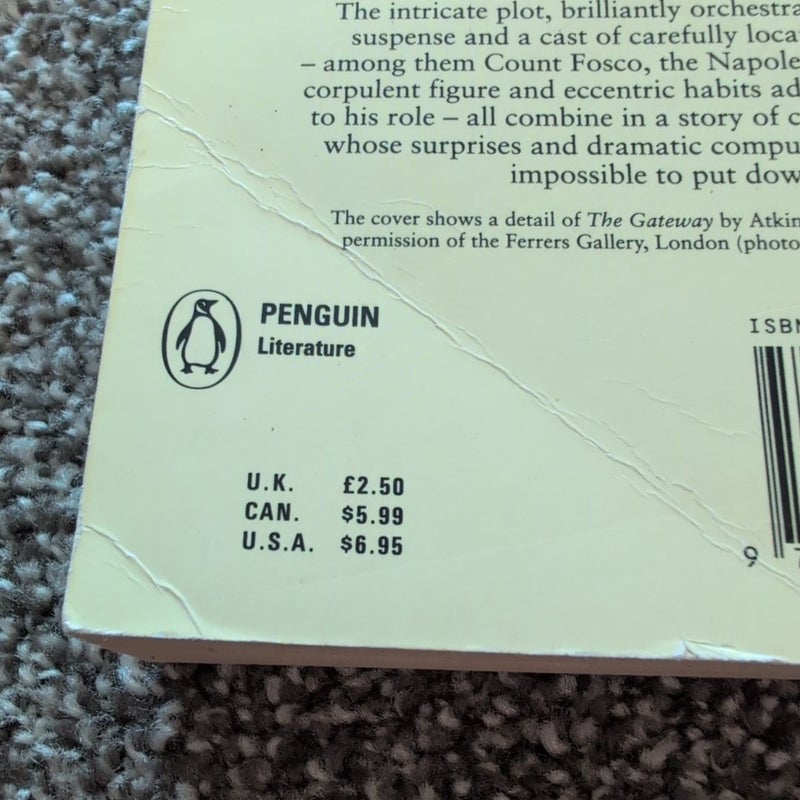 The intricate plot, brilliantly orchestra
suspense and a cast of carefully loca
– among them Count Fosco, the Napole
corpulent figure and eccentric habits ad
to his role – all combine in a story of c
whose surprises and dramatic compu
impossible to put dow
The cover shows a detail of The Gateway by Atkin
permission of the Ferrers Gallery, London (photo
PENGUIN
Literature
ISBN
U.K. £2.50
CAN. $5.99
U.S.A. $6.95
9